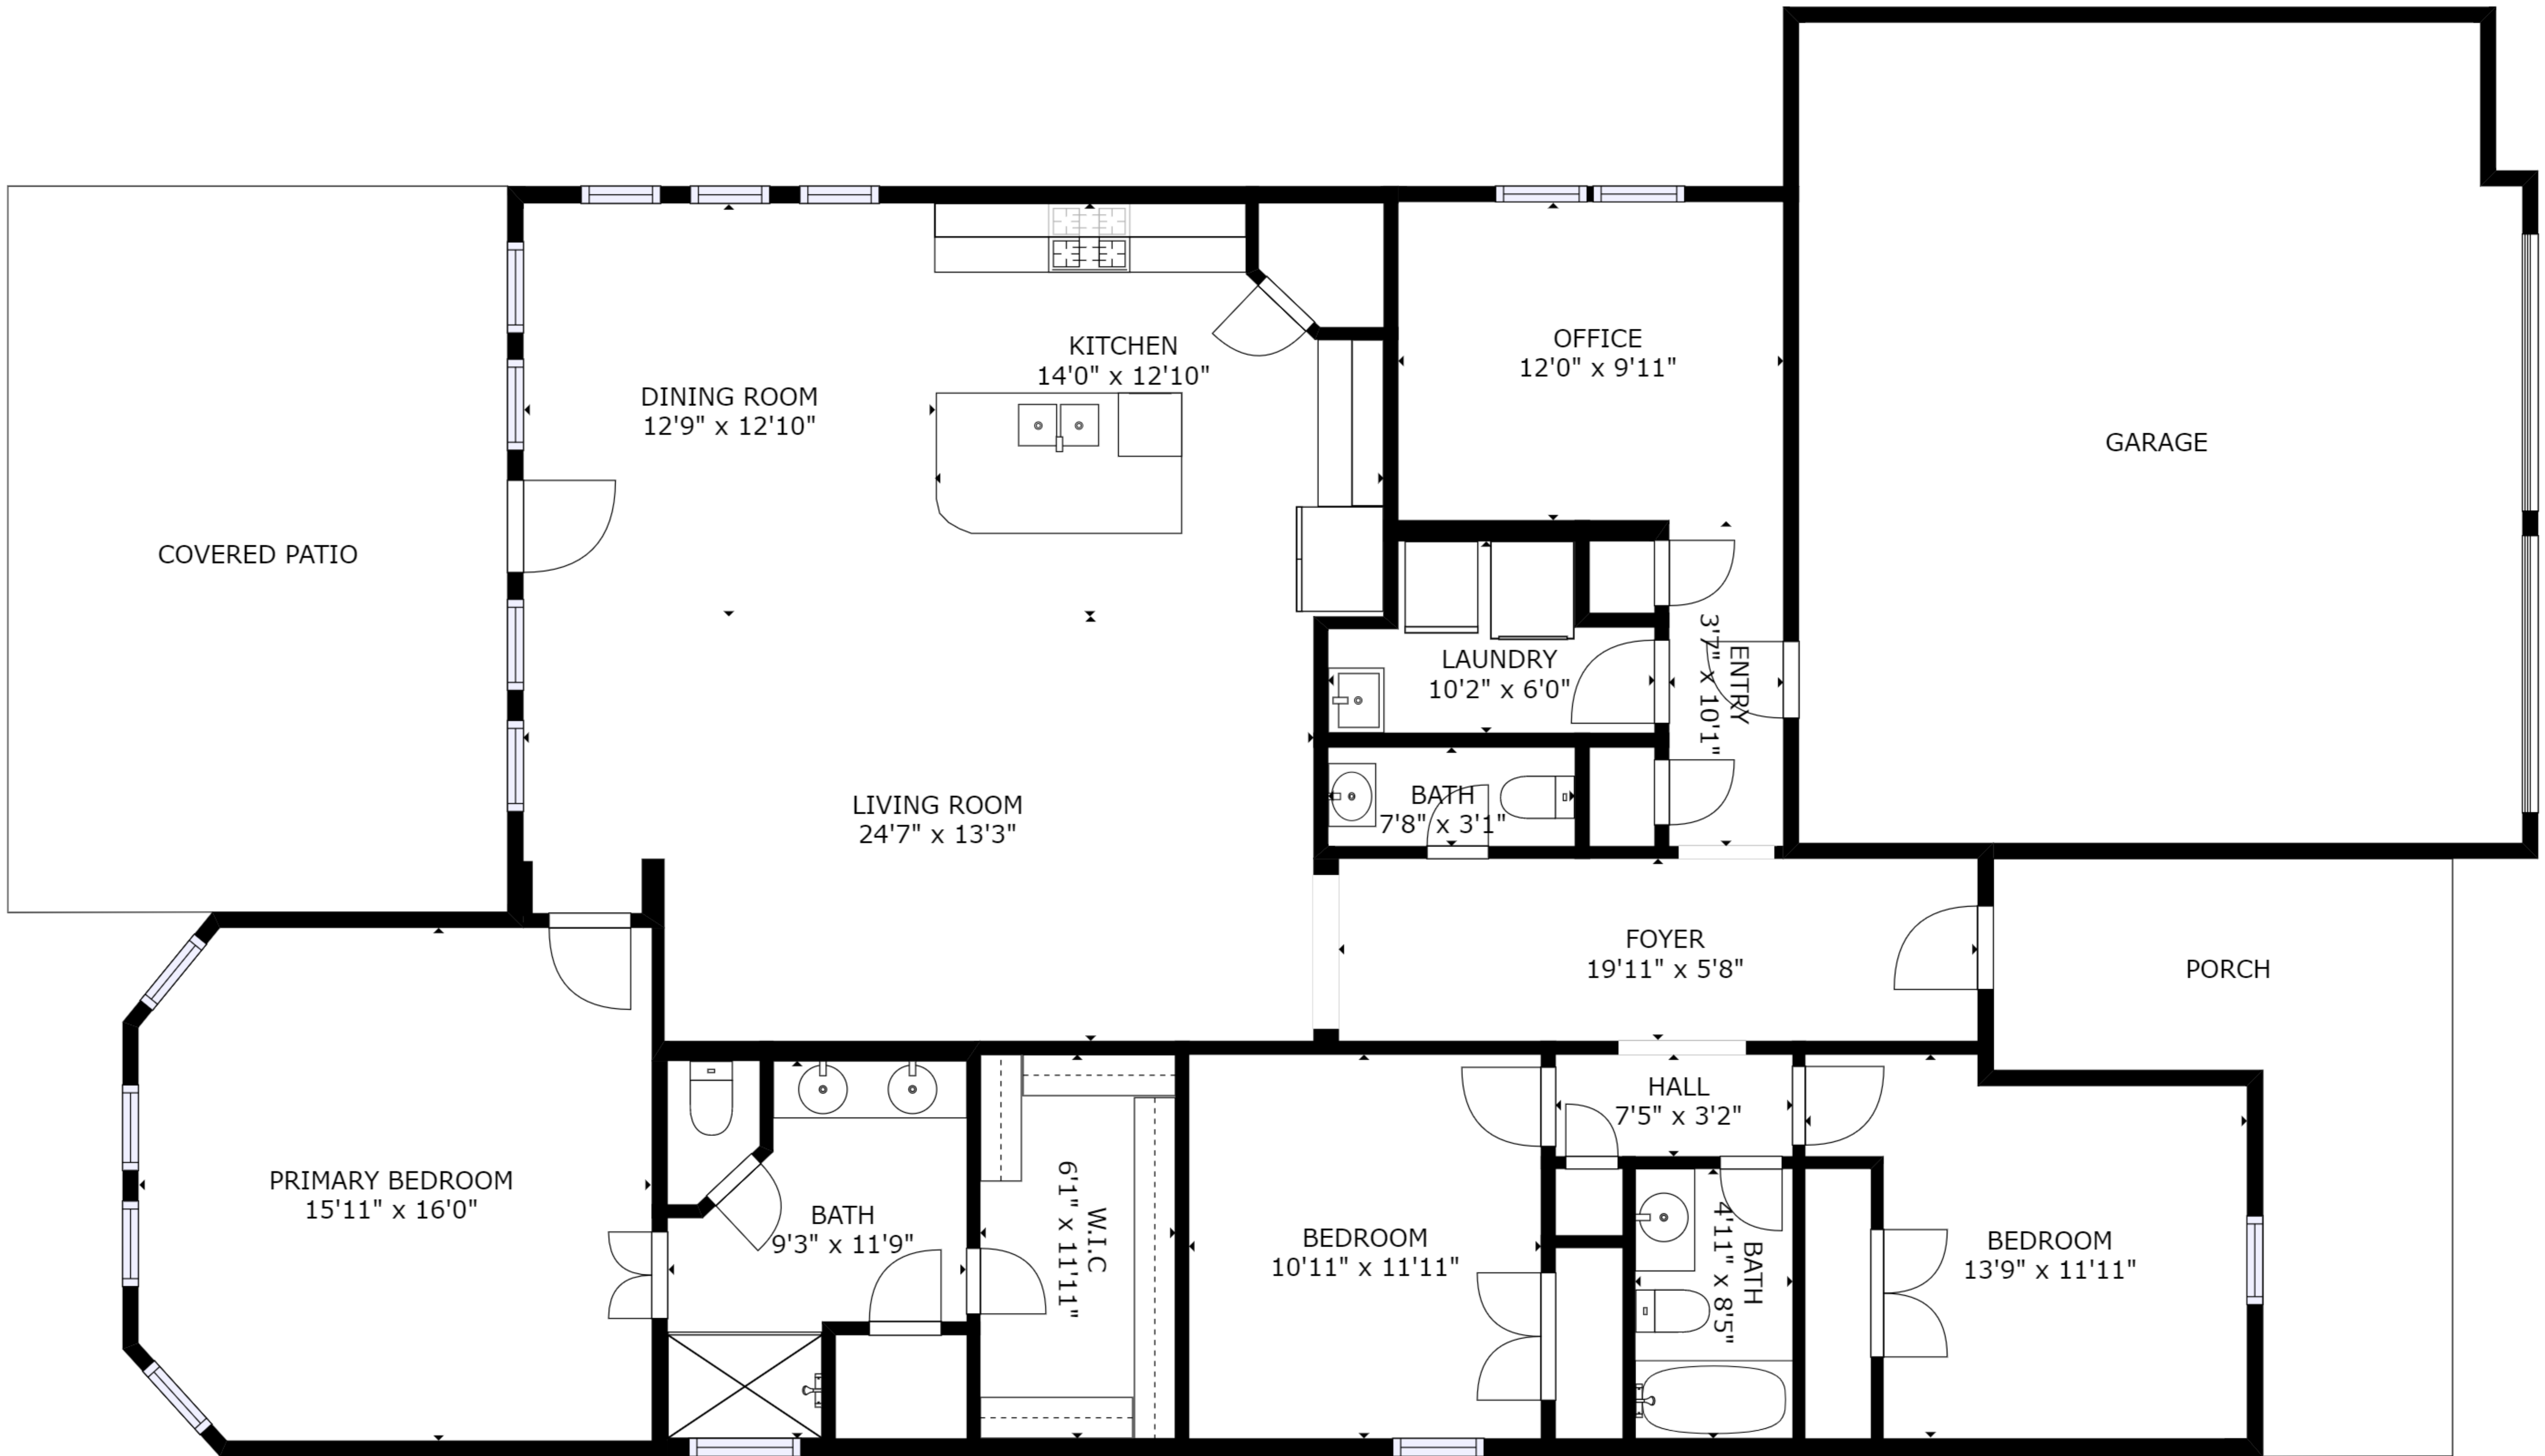 KITCHEN
14'0" x 12'10"
OFFICE
12'0" x 9'11"
DINING ROOM
12'9" x 12'10"
GARAGE
COVERED PATIO
LAUNDRY
10'2" x 6'0"
ENTRY
3'7" x 10'1"
BATH
7'8" x 3'1"
LIVING ROOM
24'7" x 13'3"
FOYER
19'11" x 5'8"
PORCH
HALL
7'5" x 3'2"
PRIMARY BEDROOM
15'11" x 16'0"
BATH
9'3" x 11'9"
W.I.C
6'1" x 11'11"
BEDROOM
10'11" x 11'11"
BATH
4'11" x 8'5"
BEDROOM
13'9" x 11'11"